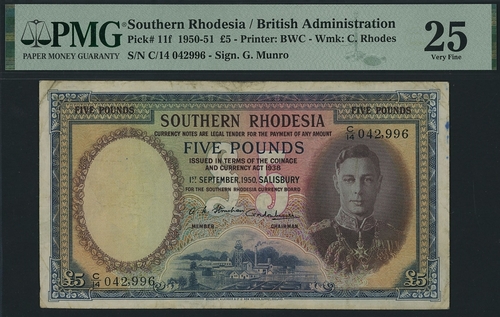 PMG
PAPER MONEY GUARANTY
Southern Rhodesia / British Administration
Pick# 11f 1950-51 £5 - Printer: BWC - Wmk: C. Rhodes
S/N C/14 042996 - Sign. G. Munro
25
Very Fine
FIVE POUNDS
FIVE POUNDS
SOUTHERN RHODESIA
CURRENCY NOTES ARE LEGAL TENDER FOR THE PAYMENT OF ANY AMOUNT
C/14 042,996
FIVE POUNDS
ISSUED IN TERMS OF THE COINAGE
AND CURRENCY ACT 1938
1ST SEPTEMBER, 1950, SALISBURY
FOR THE SOUTHERN RHODESIA CURRENCY BOARD
MEMBER CHAIRMAN
£5 C/14 042,996 £5